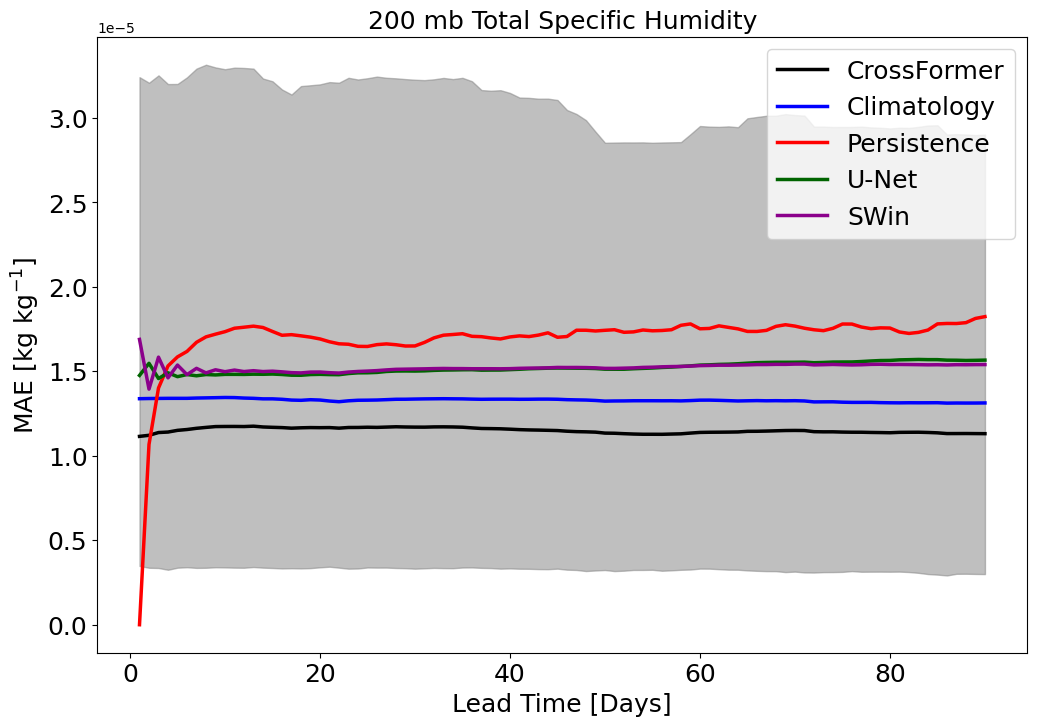 200 mb Total Specific Humidity
1e−5
MAE [kg kg⁻¹]
3.0
2.5
2.0
1.5
1.0
0.5
0.0
CrossFormer
Climatology
Persistence
U-Net
SWin
0 20 40 60 80
Lead Time [Days]